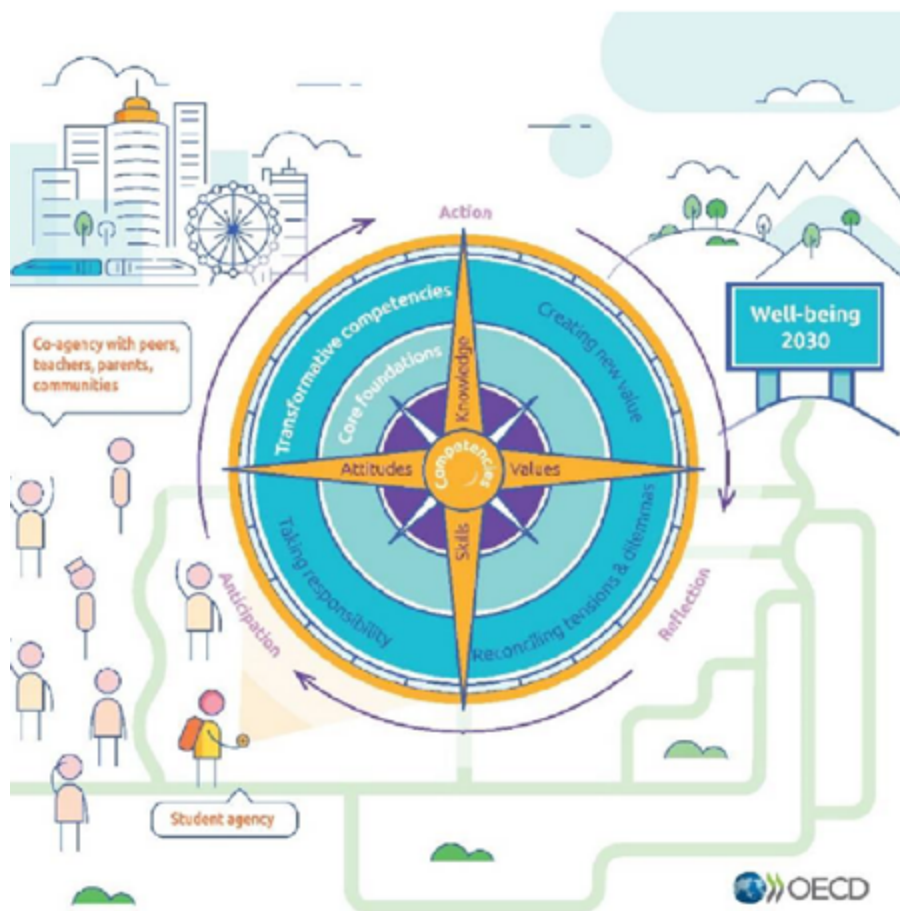 Action
Transformative competencies
Creating new value
Well-being
2030
Co-agency with peers,
teachers, parents,
communities
Core foundations
Knowledge
Attitudes
Competencies
Values
Skills
Taking responsibility
Reconciling tensions & dilemmas
Anticipation
Reflection
Student agency
OECD